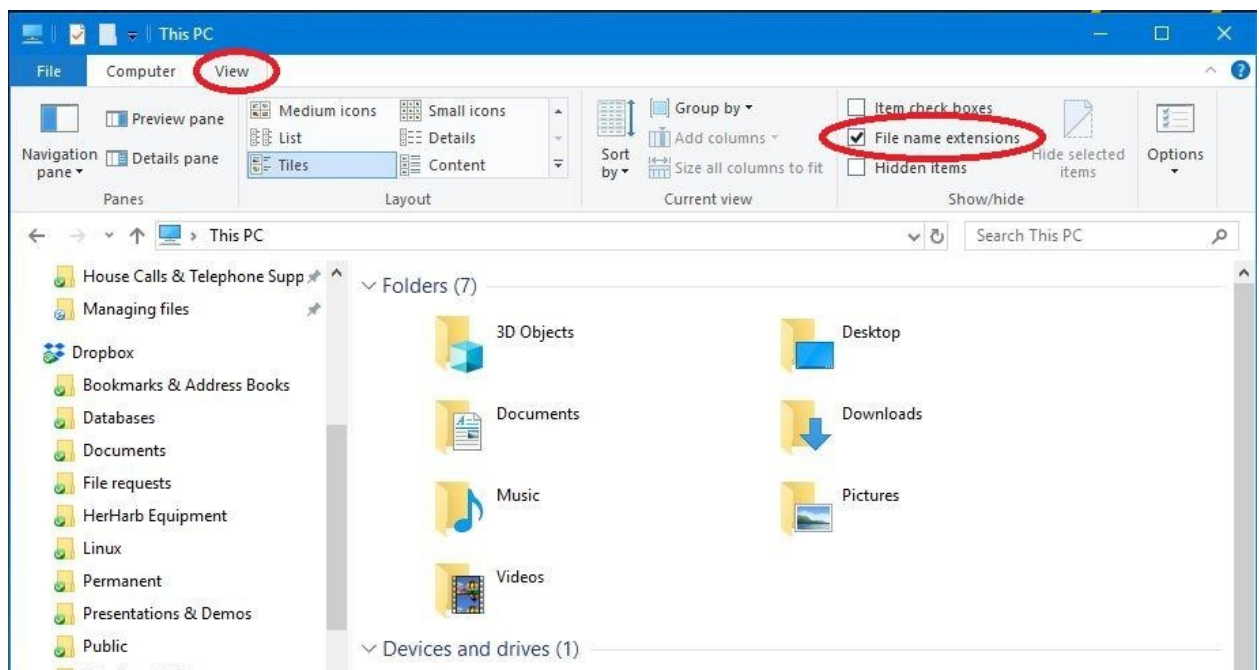 This PC
File Computer View
Navigation pane
Preview pane
Details pane
Panes
Medium icons Small icons
List Details
Tiles Content
Layout
Sort by
Group by
Add columns
Size all columns to fit
Current view
Item check boxes
File name extensions
Hidden items
Hide selected items
Show/hide
Options
This PC
Search This PC
House Calls & Telephone Supp
Managing files
Dropbox
Bookmarks & Address Books
Databases
Documents
File requests
HerHarb Equipment
Linux
Permanent
Presentations & Demos
Public
Folders (7)
3D Objects
Desktop
Documents
Downloads
Music
Pictures
Videos
Devices and drives (1)